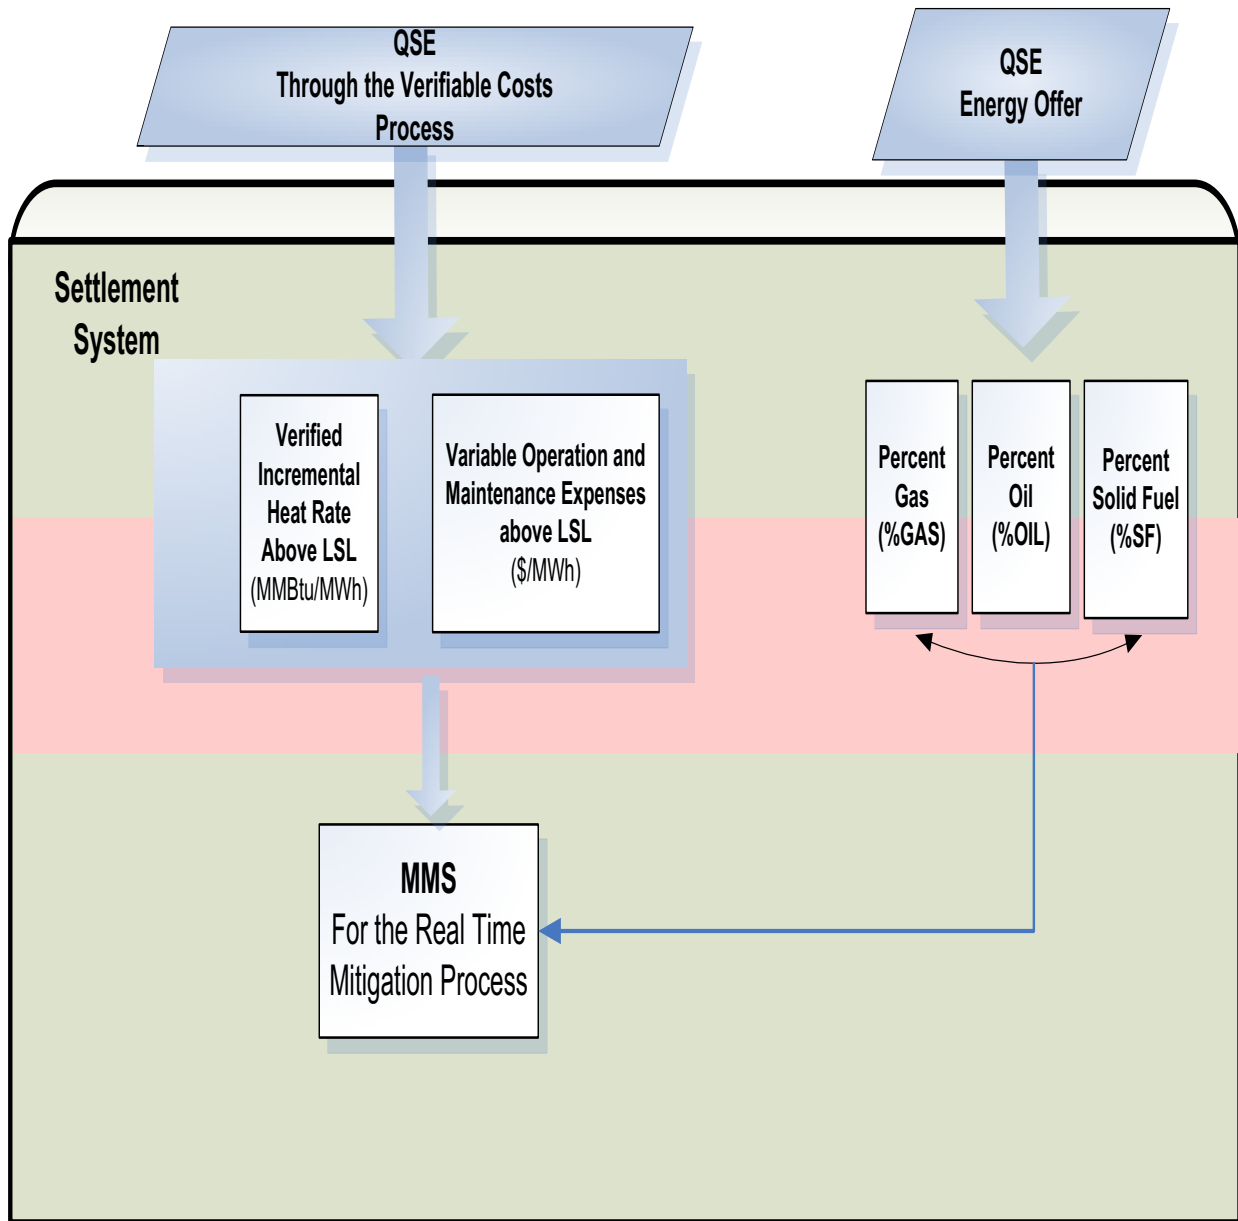 QSE
Through the Verifiable Costs
Process
QSE
Energy Offer
Settlement
System
Verified
Incremental
Heat Rate
Above LSL
(MMBtu/MWh)
Variable Operation and
Maintenance Expenses
above LSL
($/MWh)
Percent
Gas
(%GAS)
Percent
Oil
(%OIL)
Percent
Solid Fuel
(%SF)
MMS
For the Real Time
Mitigation Process